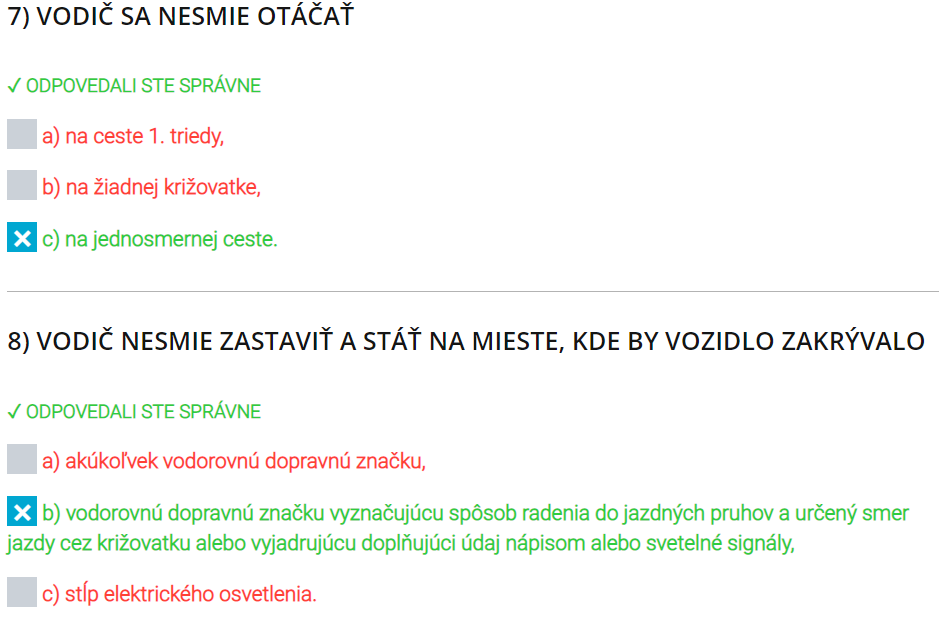 7) VODIČ SA NESMIE OTÁČAŤ
✓ ODPOVEDALI STE SPRÁVNE
a) na ceste 1. triedy,
b) na žiadnej križovatke,
c) na jednosmernej ceste.
8) VODIČ NESMIE ZASTAVIŤ A STÁŤ NA MIESTE, KDE BY VOZIDLO ZAKRÝVALO
✓ ODPOVEDALI STE SPRÁVNE
a) akúkoľvek vodorovnú dopravnú značku,
b) vodorovnú dopravnú značku vyznačujúcu spôsob radenia do jazdných pruhov a určený smer
jazdy cez križovatku alebo vyjadrujúcu doplňujúci údaj nápisom alebo svetelné signály,
c) stĺp elektrického osvetlenia.